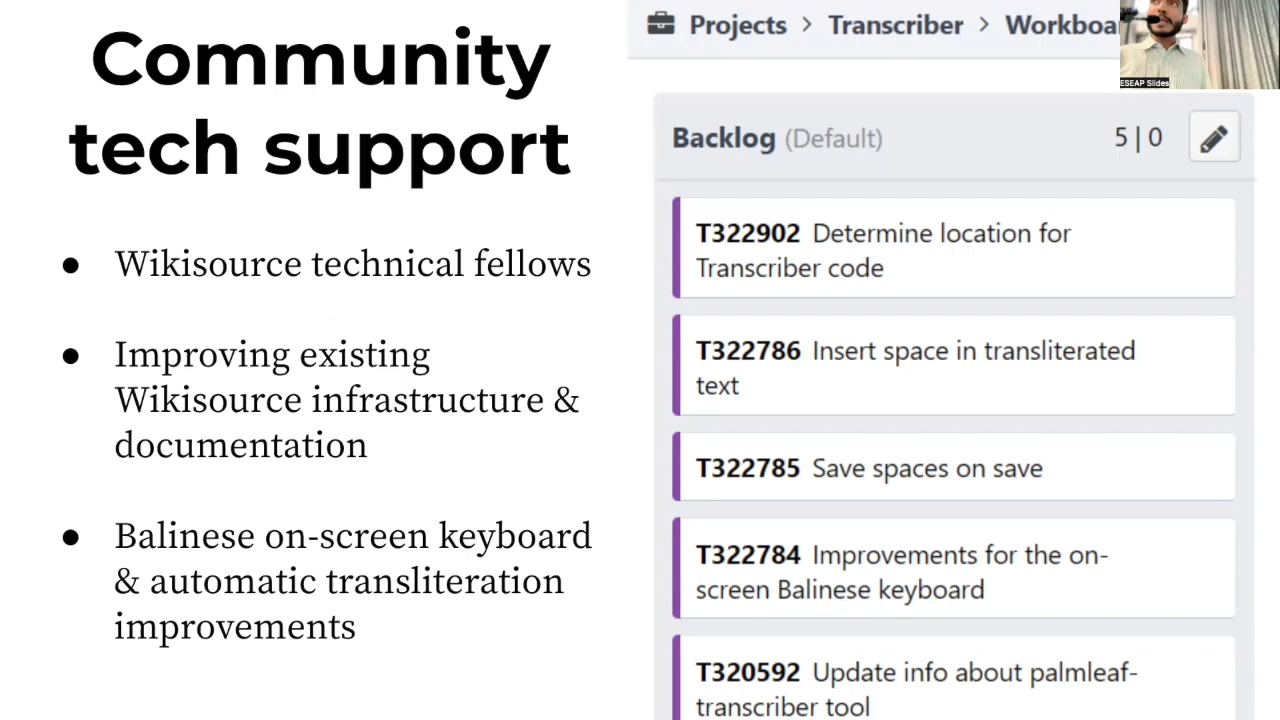 Community
tech support
● Wikisource technical fellows
● Improving existing
Wikisource infrastructure &
documentation
● Balinese on-screen keyboard
& automatic transliteration
improvements
Projects > Transcriber >
ESEAP Slides
Backlog (Default) 5 | 0
T322902 Determine location for
Transcriber code
T322786 Insert space in transliterated
text
T322785 Save spaces on save
T322784 Improvements for the on-
screen Balinese keyboard
T320592 Update info about palmleaf-
transcriber tool